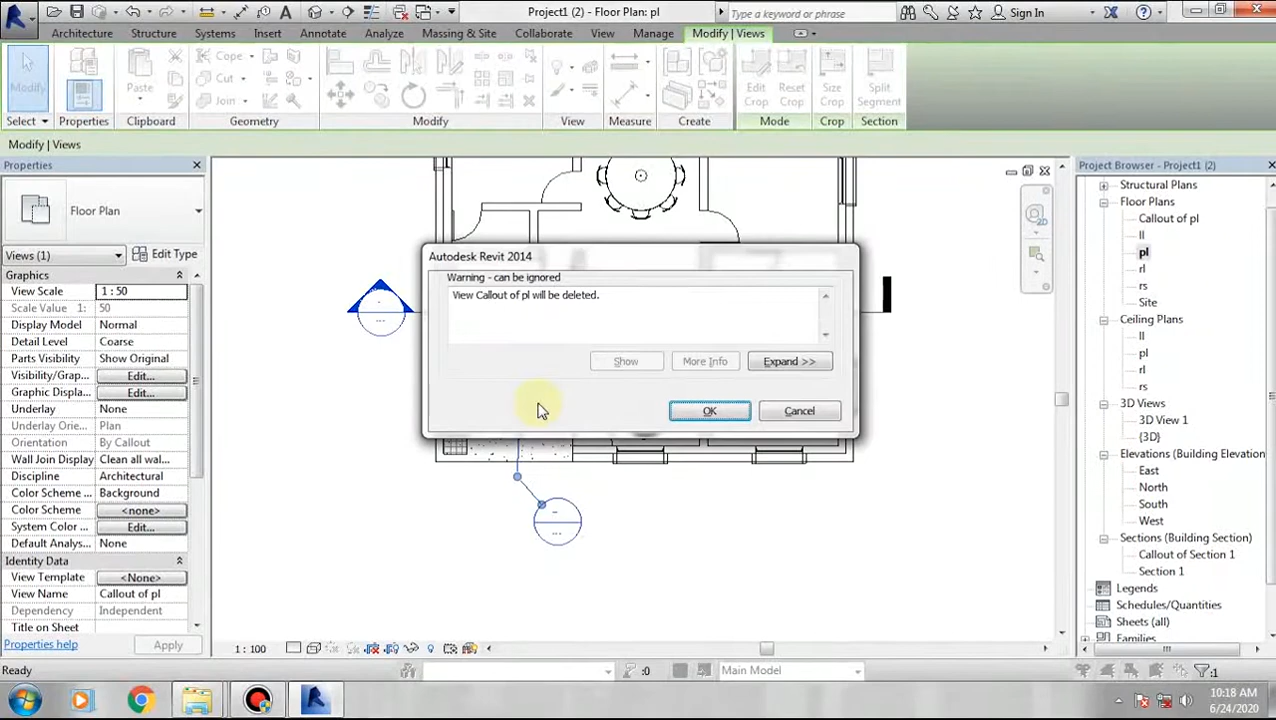 Project1 (2) - Floor Plan: pl
Type a keyword or phrase
Sign In
Architecture
Structure
Systems
Insert
Annotate
Analyze
Massing & Site
Collaborate
View
Manage
Modify | Views
Modify
Select
Properties
Paste
Clipboard
Cope
Cut
Join
Geometry
Modify
View
Measure
Create
Edit Crop
Reset Crop
Mode
Size Crop
Crop
Split Segment
Section
Modify | Views
Properties
Floor Plan
Views (1)
Edit Type
Graphics
View Scale 1 : 50
Scale Value 1: 50
Display Model Normal
Detail Level Coarse
Parts Visibility Show Original
Visibility/Grap... Edit...
Graphic Displa... Edit...
Underlay None
Underlay Orie... Plan
Orientation By Callout
Wall Join Display Clean all wal...
Discipline Architectural
Color Scheme ... Background
Color Scheme <none>
System Color ... Edit...
Default Analys... None
Identity Data
View Template <None>
View Name Callout of pl
Dependency Independent
Title on Sheet
Properties help
Apply
Autodesk Revit 2014
Warning - can be ignored
View Callout of pl will be deleted.
Show
More Info
Expand >>
OK
Cancel
2D
Project Browser - Project1 (2)
Structural Plans
Floor Plans
Callout of pl
ll
pl
rl
rs
Site
Ceiling Plans
ll
pl
rl
rs
3D Views
3D View 1
{3D}
Elevations (Building Elevation
East
North
South
West
Sections (Building Section)
Callout of Section 1
Section 1
Legends
Schedules/Quantities
Sheets (all)
Families
1 : 100
Ready
:0
Main Model
:1
10:18 AM
6/24/2020